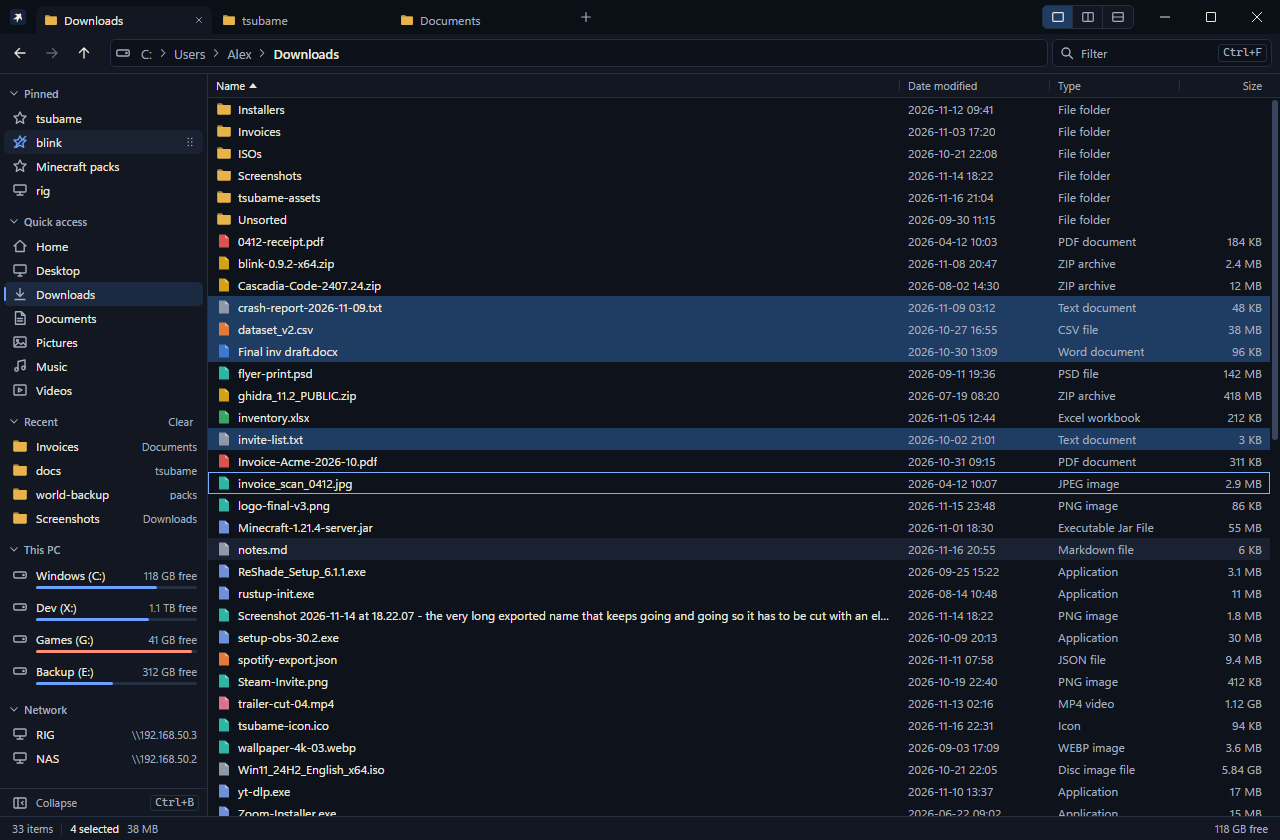 Downloads
tsubame
Documents
C: Users Alex Downloads
Filter Ctrl+F
Pinned
tsubame
blink
Minecraft packs
rig
Quick access
Home
Desktop
Downloads
Documents
Pictures
Music
Videos
Recent Clear
Invoices Documents
docs tsubame
world-backup packs
Screenshots Downloads
This PC
Windows (C:) 118 GB free
Dev (X:) 1.1 TB free
Games (G:) 41 GB free
Backup (E:) 312 GB free
Network
RIG \\192.168.50.3
NAS \\192.168.50.2
Collapse Ctrl+B
Name Date modified Type Size
Installers 2026-11-12 09:41 File folder
Invoices 2026-11-03 17:20 File folder
ISOs 2026-10-21 22:08 File folder
Screenshots 2026-11-14 18:22 File folder
tsubame-assets 2026-11-16 21:04 File folder
Unsorted 2026-09-30 11:15 File folder
0412-receipt.pdf 2026-04-12 10:03 PDF document 184 KB
blink-0.9.2-x64.zip 2026-11-08 20:47 ZIP archive 2.4 MB
Cascadia-Code-2407.24.zip 2026-08-02 14:30 ZIP archive 12 MB
crash-report-2026-11-09.txt 2026-11-09 03:12 Text document 48 KB
dataset_v2.csv 2026-10-27 16:55 CSV file 38 MB
Final inv draft.docx 2026-10-30 13:09 Word document 96 KB
flyer-print.psd 2026-09-11 19:36 PSD file 142 MB
ghidra_11.2_PUBLIC.zip 2026-07-19 08:20 ZIP archive 418 MB
inventory.xlsx 2026-11-05 12:44 Excel workbook 212 KB
invite-list.txt 2026-10-02 21:01 Text document 3 KB
Invoice-Acme-2026-10.pdf 2026-10-31 09:15 PDF document 311 KB
invoice_scan_0412.jpg 2026-04-12 10:07 JPEG image 2.9 MB
logo-final-v3.png 2026-11-15 23:48 PNG image 86 KB
Minecraft-1.21.4-server.jar 2026-11-01 18:30 Executable Jar File 55 MB
notes.md 2026-11-16 20:55 Markdown file 6 KB
ReShade_Setup_6.1.1.exe 2026-09-25 15:22 Application 3.1 MB
rustup-init.exe 2026-08-14 10:48 Application 11 MB
Screenshot 2026-11-14 at 18.22.07 - the very long exported name that keeps going and going so it has to be cut with an el... 2026-11-14 18:22 PNG image 1.8 MB
setup-obs-30.2.exe 2026-10-09 20:13 Application 30 MB
spotify-export.json 2026-11-11 07:58 JSON file 9.4 MB
Steam-Invite.png 2026-10-19 22:40 PNG image 412 KB
trailer-cut-04.mp4 2026-11-13 02:16 MP4 video 1.12 GB
tsubame-icon.ico 2026-11-16 22:31 Icon 94 KB
wallpaper-4k-03.webp 2026-09-03 17:09 WEBP image 3.6 MB
Win11_24H2_English_x64.iso 2026-10-21 22:05 Disc image file 5.84 GB
yt-dlp.exe 2026-11-10 13:37 Application 17 MB
Zoom-Installer.exe 2026-06-22 09:02 Application 15 MB
33 items 4 selected 38 MB 118 GB free